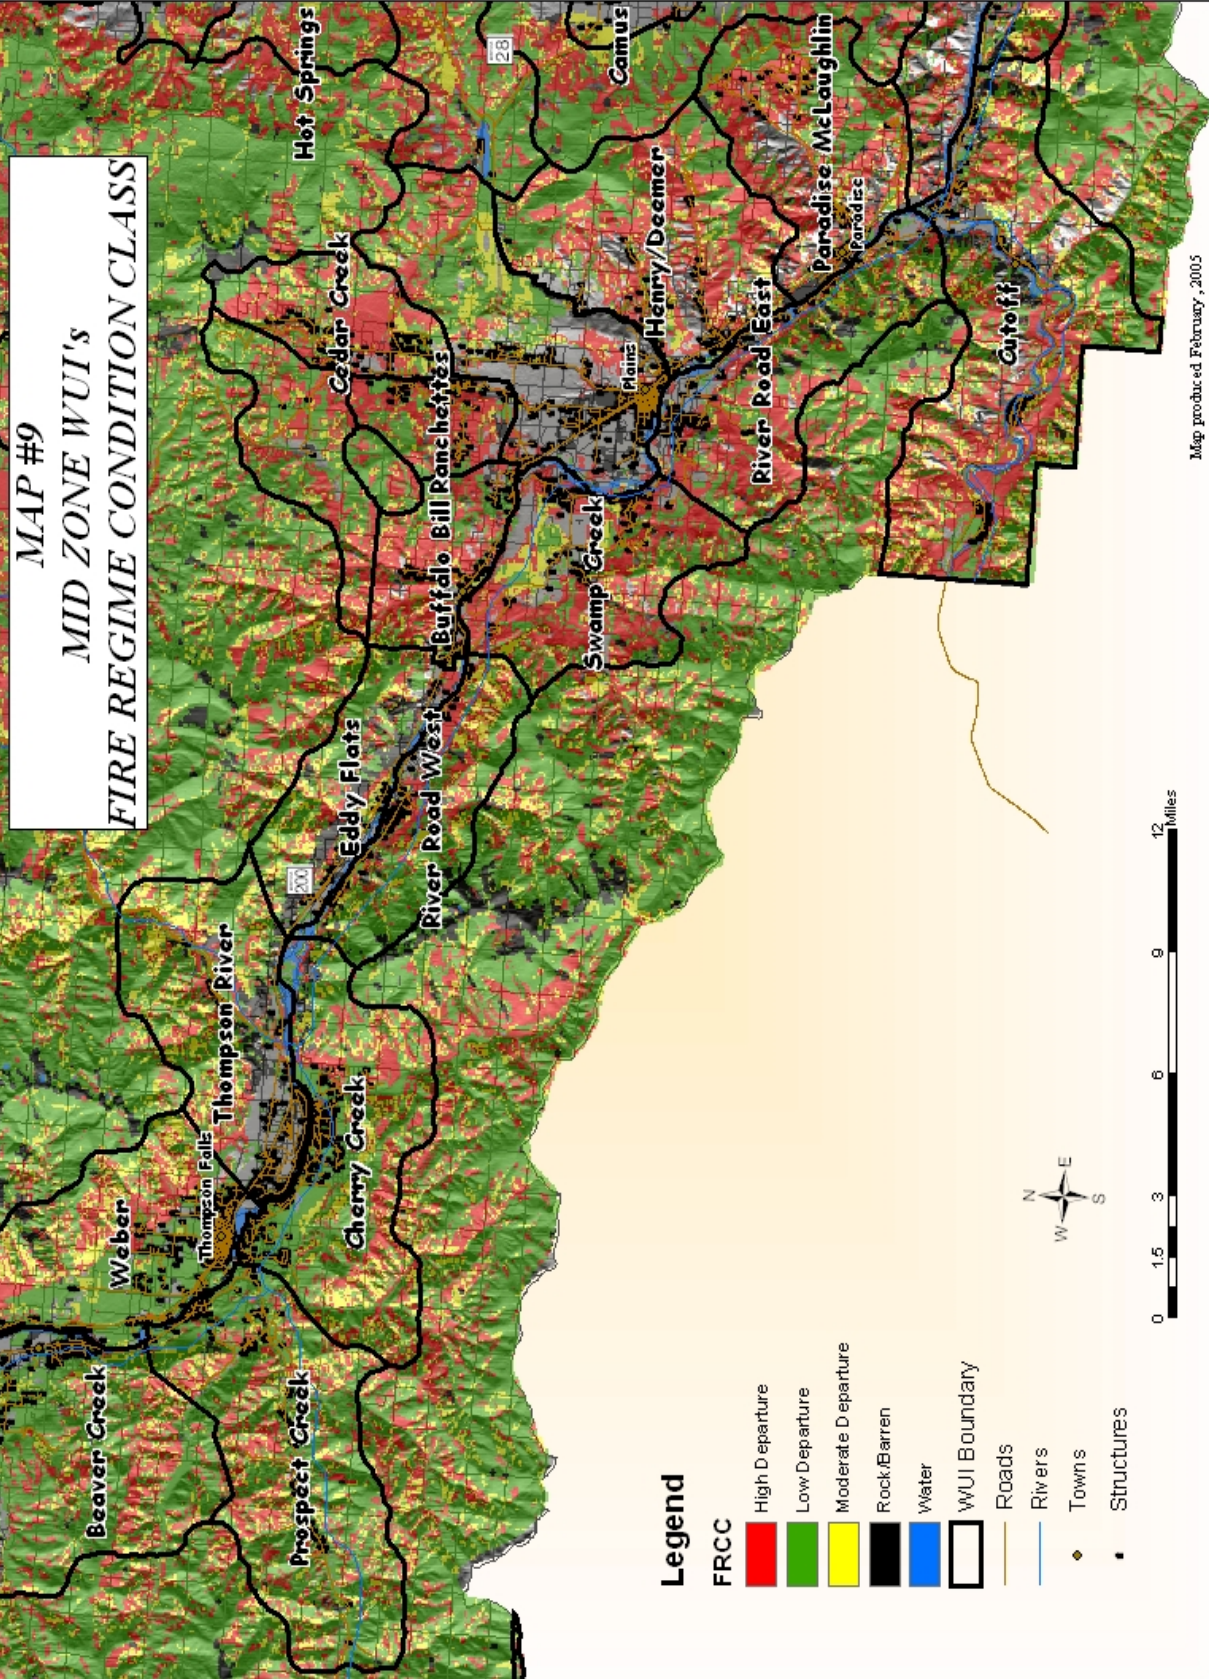 MAP #9
MID ZONE WUI's
FIRE REGIME CONDITION CLASS
Hot Springs
28
Camus
Cedar Creek
Henry/Deemer
Paradise McLaughlin
Paradise
Buffalo Bill Ranchettes
Plains
River Road East
Cutoff
Swamp Creek
Eddy Flats
River Road West
200
Thompson River
Thompson Falls
Weber
Cherry Creek
Beaver Creek
Prospect Creek
Legend
FRCC
High Departure
Low Departure
Moderate Departure
Rock/Barren
Water
WUI Boundary
Roads
Rivers
Towns
Structures
N
W E
S
0 1.5 3 6 9 12
Miles
Map produced February, 2005